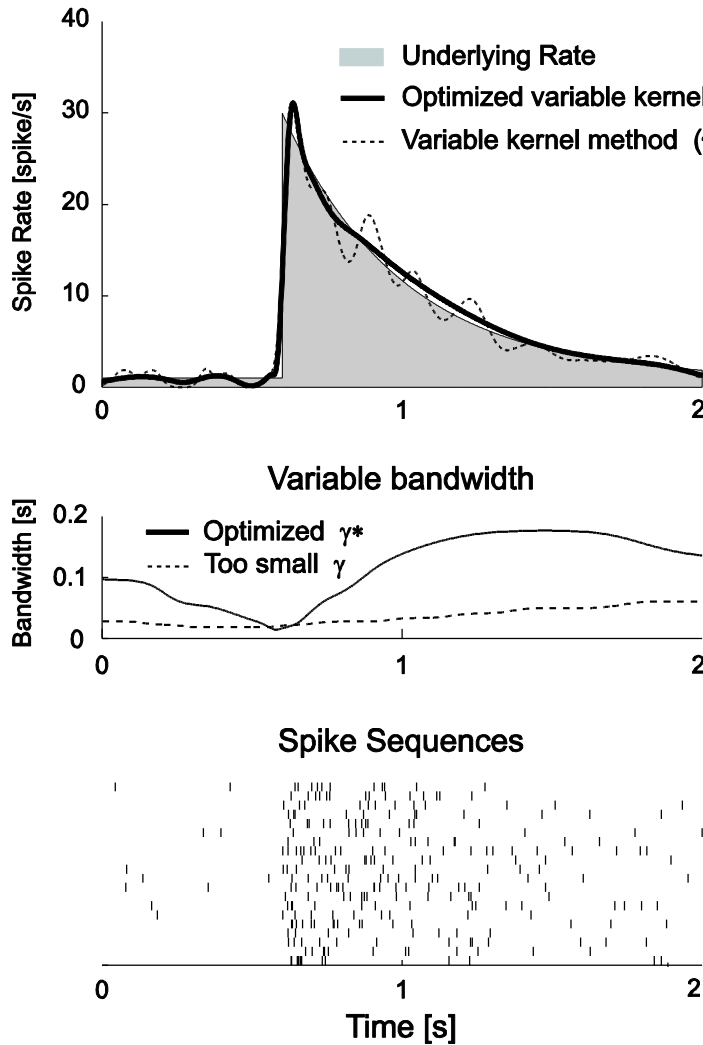 40
Underlying Rate
Optimized variable kernel
30
Variable kernel method (
20
Spike Rate [spike/s]
10
0
0 1 2
Variable bandwidth
0.2
Optimized γ*
Too small γ
0.1
Bandwidth [s]
0
0 1 2
Spike Sequences
0 1 2
Time [s]